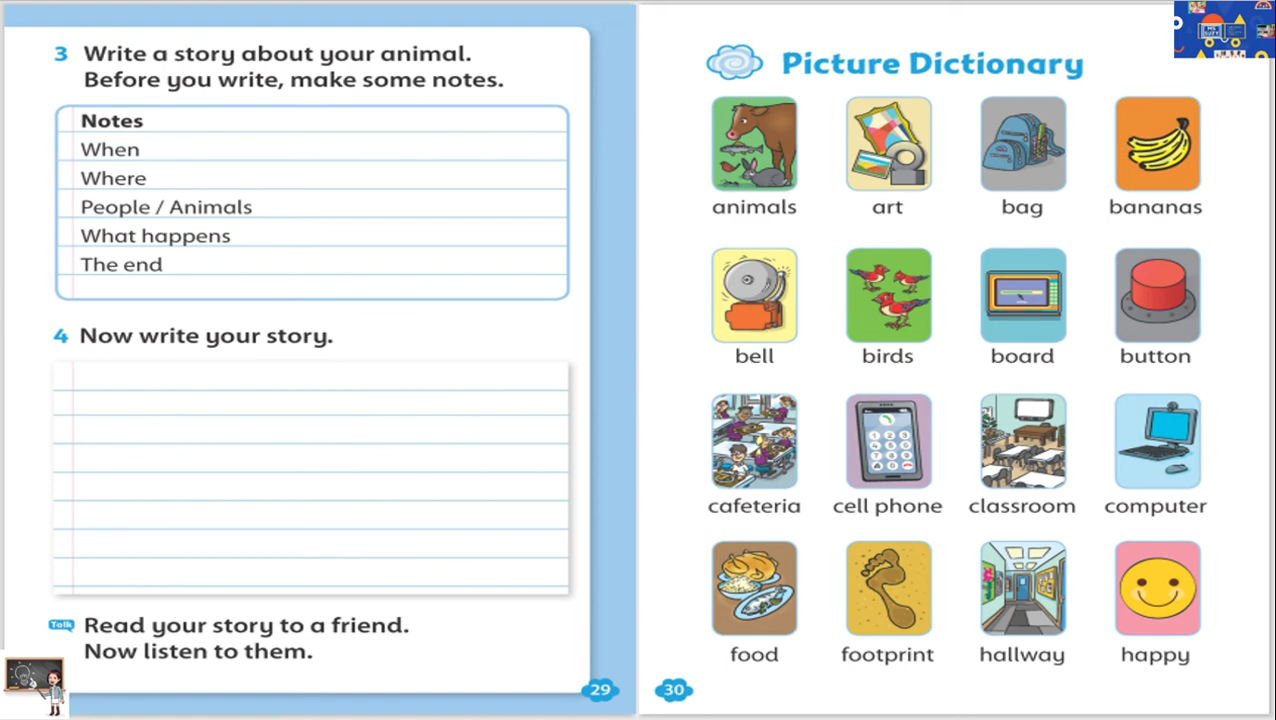 3 Write a story about your animal.
Before you write, make some notes.
Notes
When
Where
People / Animals
What happens
The end
4 Now write your story.
Talk Read your story to a friend.
Now listen to them.
29
Picture Dictionary
animals art bag bananas
bell birds board button
cafeteria cell phone classroom computer
food footprint hallway happy
30
MS
SUZY